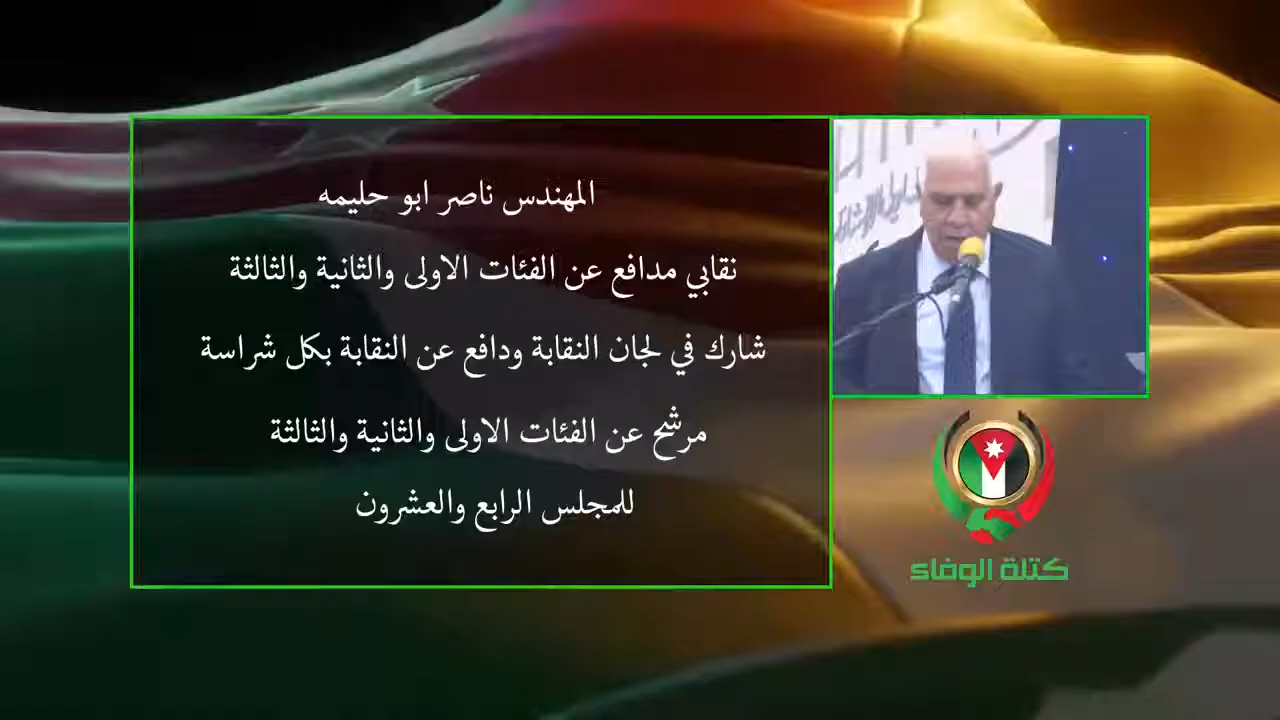 المهندس ناصر ابو حليمه
نقابي مدافع عن الفئات الاولى والثانية والثالثة
شارك في لجان النقابة ودافع عن النقابة بكل شراسة
مرشح عن الفئات الاولى والثانية والثالثة
للمجلس الرابع والعشرون
كتلة الوفاء